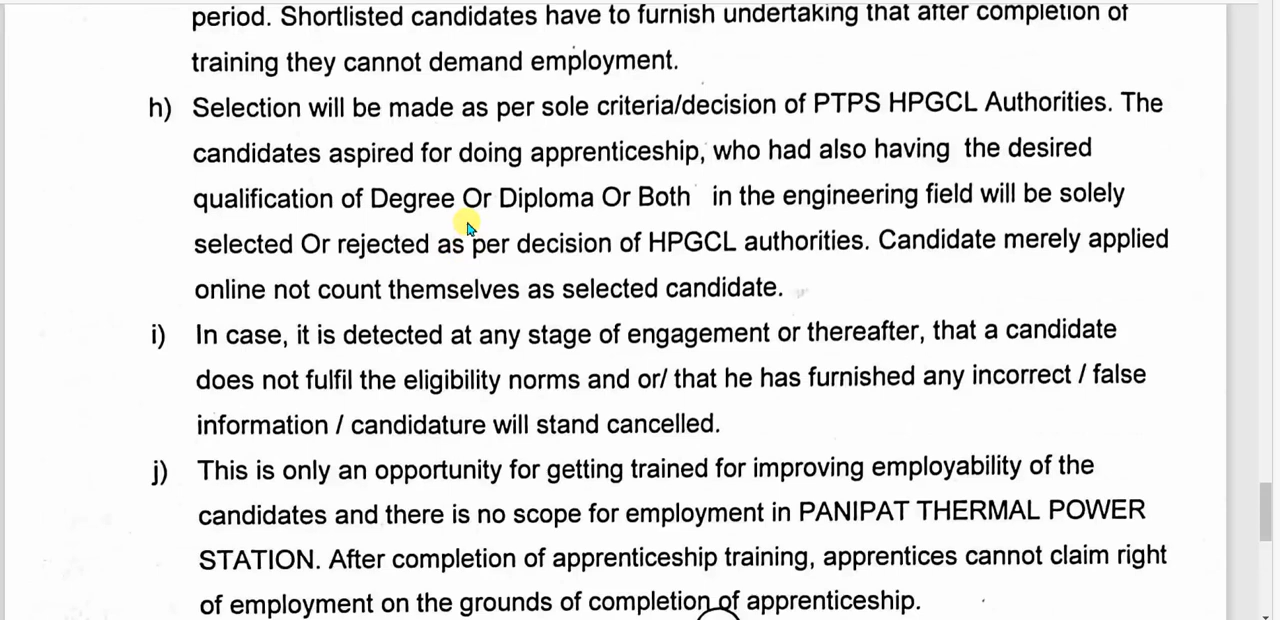 period. Shortlisted candidates have to furnish undertaking that after completion of
training they cannot demand employment.
h) Selection will be made as per sole criteria/decision of PTPS HPGCL Authorities. The
candidates aspired for doing apprenticeship, who had also having the desired
qualification of Degree Or Diploma Or Both in the engineering field will be solely
selected Or rejected as per decision of HPGCL authorities. Candidate merely applied
online not count themselves as selected candidate.
i) In case, it is detected at any stage of engagement or thereafter, that a candidate
does not fulfil the eligibility norms and or/ that he has furnished any incorrect / false
information / candidature will stand cancelled.
j) This is only an opportunity for getting trained for improving employability of the
candidates and there is no scope for employment in PANIPAT THERMAL POWER
STATION. After completion of apprenticeship training, apprentices cannot claim right
of employment on the grounds of completion of apprenticeship.